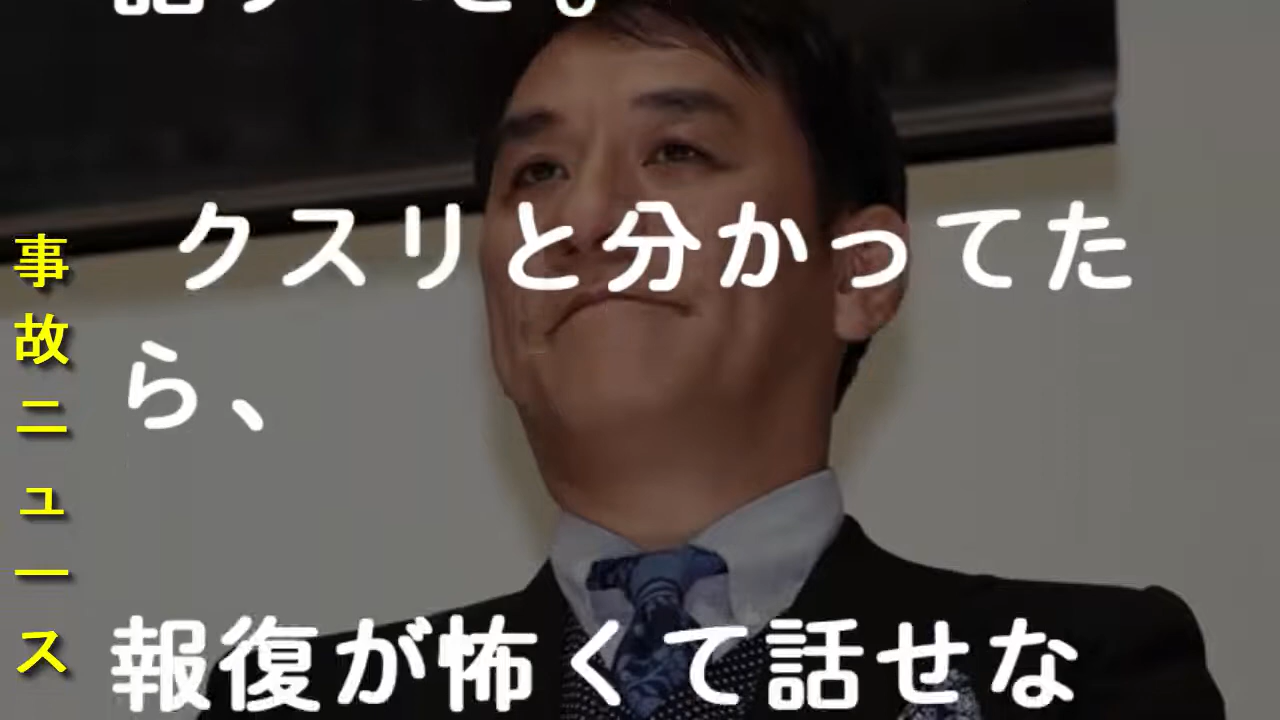 クスリと分かってた
ら、
報復が怖くて話せな
事故ニュース